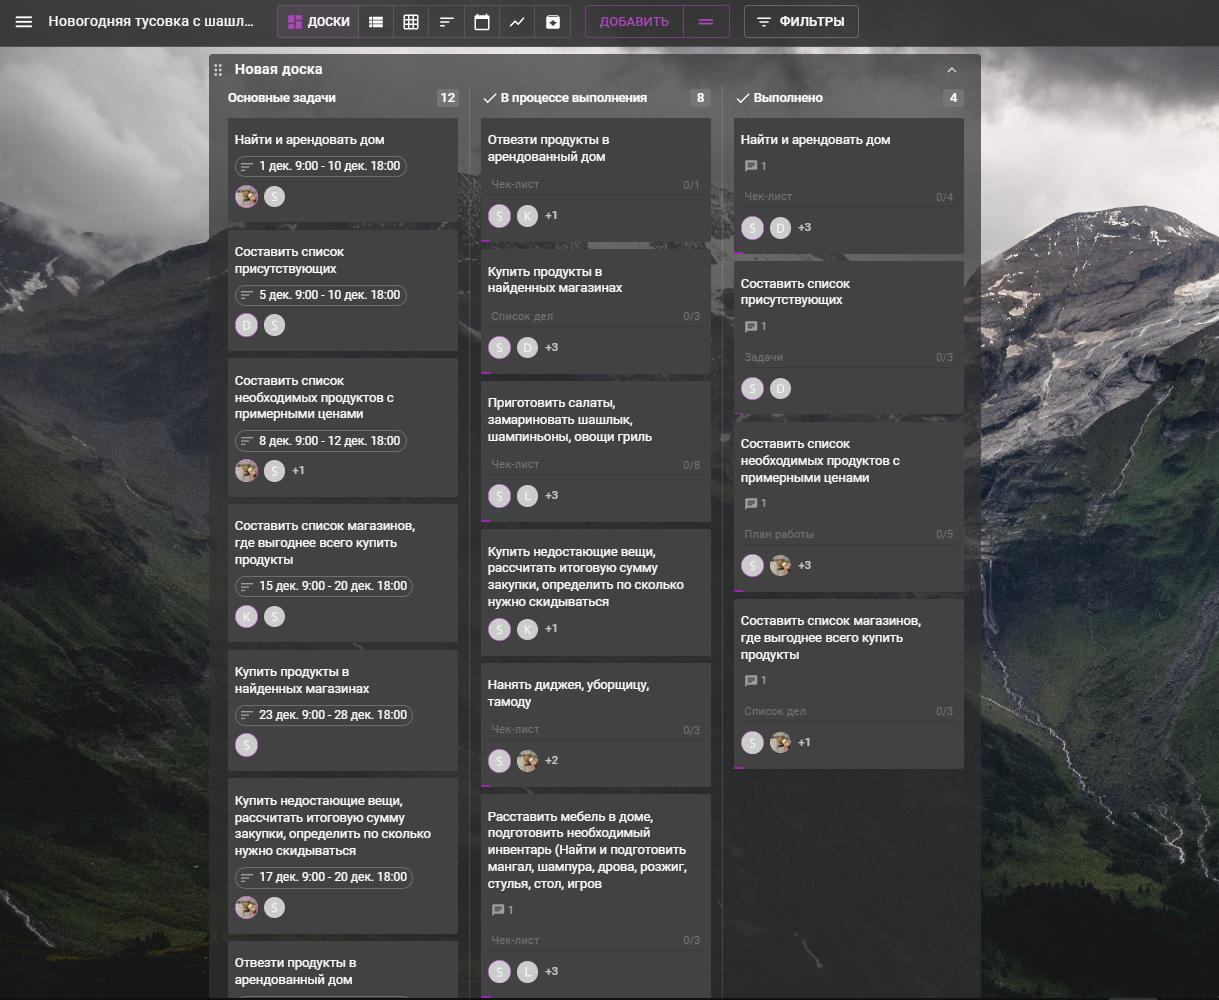 Новогодняя тусовка с шашл...
ДОСКИ
ДОБАВИТЬ
ФИЛЬТРЫ
Новая доска
Основные задачи
12
Найти и арендовать дом
1 дек. 9:00 - 10 дек. 18:00
S
Составить список
присутствующих
5 дек. 9:00 - 10 дек. 18:00
D S
Составить список
необходимых продуктов с
примерными ценами
8 дек. 9:00 - 12 дек. 18:00
S +1
Составить список магазинов,
где выгоднее всего купить
продукты
15 дек. 9:00 - 20 дек. 18:00
K S
Купить продукты в
найденных магазинах
23 дек. 9:00 - 28 дек. 18:00
S
Купить недостающие вещи,
рассчитать итоговую сумму
закупки, определить по сколько
нужно скидываться
17 дек. 9:00 - 20 дек. 18:00
S
Отвезти продукты в
арендованный дом
В процессе выполнения
8
Отвезти продукты в
арендованный дом
Чек-лист 0/1
S K +1
Купить продукты в
найденных магазинах
Список дел 0/3
S D +3
Приготовить салаты,
замариновать шашлык,
шампиньоны, овощи гриль
Чек-лист 0/8
S L +3
Купить недостающие вещи,
рассчитать итоговую сумму
закупки, определить по сколько
нужно скидываться
S K +1
Нанять диджея, уборщицу,
тамоду
Чек-лист 0/3
S +2
Расставить мебель в доме,
подготовить необходимый
инвентарь (Найти и подготовить
мангал, шампура, дрова, розжиг,
стулья, стол, игров
1
Чек-лист 0/3
S L +3
Выполнено
4
Найти и арендовать дом
1
Чек-лист 0/4
S D +3
Составить список
присутствующих
1
Задачи 0/3
S D
Составить список
необходимых продуктов с
примерными ценами
1
План работы 0/5
S +3
Составить список магазинов,
где выгоднее всего купить
продукты
1
Список дел 0/3
S +1